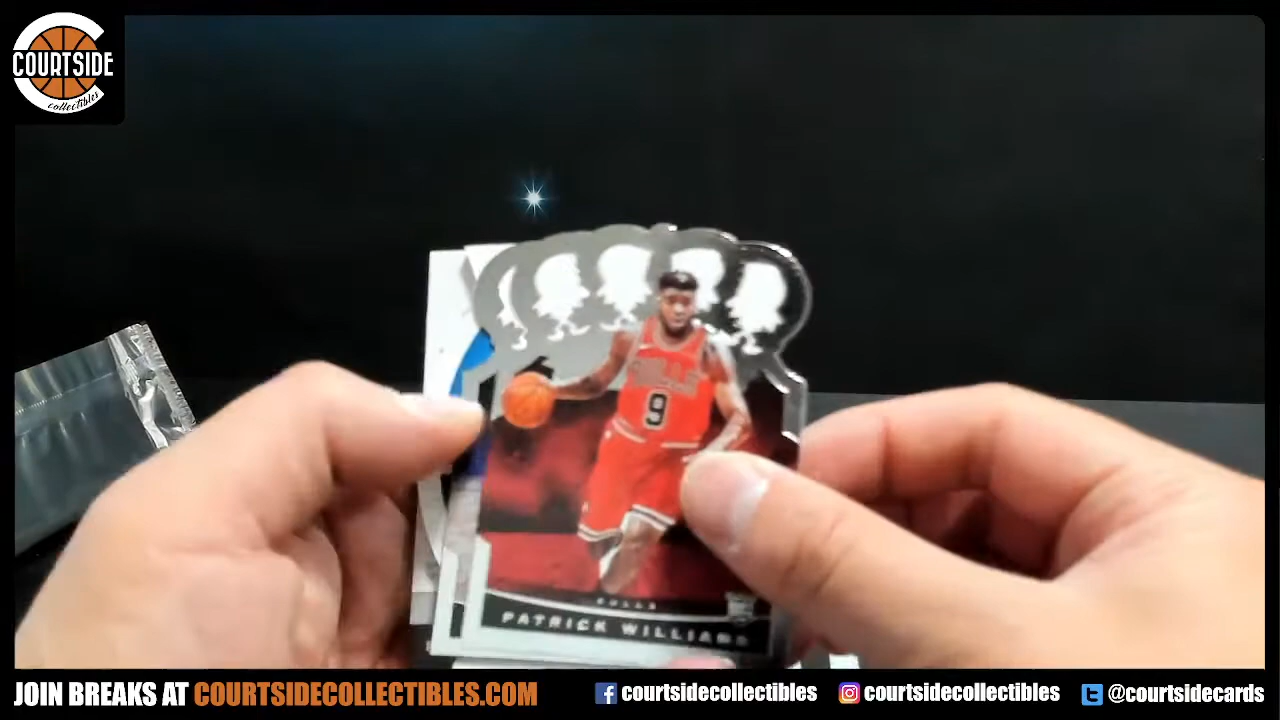 COURTSIDE
collectibles
BULLS
9
BULLS
PATRICK WILLIAMS
JOIN BREAKS AT COURTSIDECOLLECTIBLES.COM
courtsidecollectibles
courtsidecollectibles
@courtsidecards